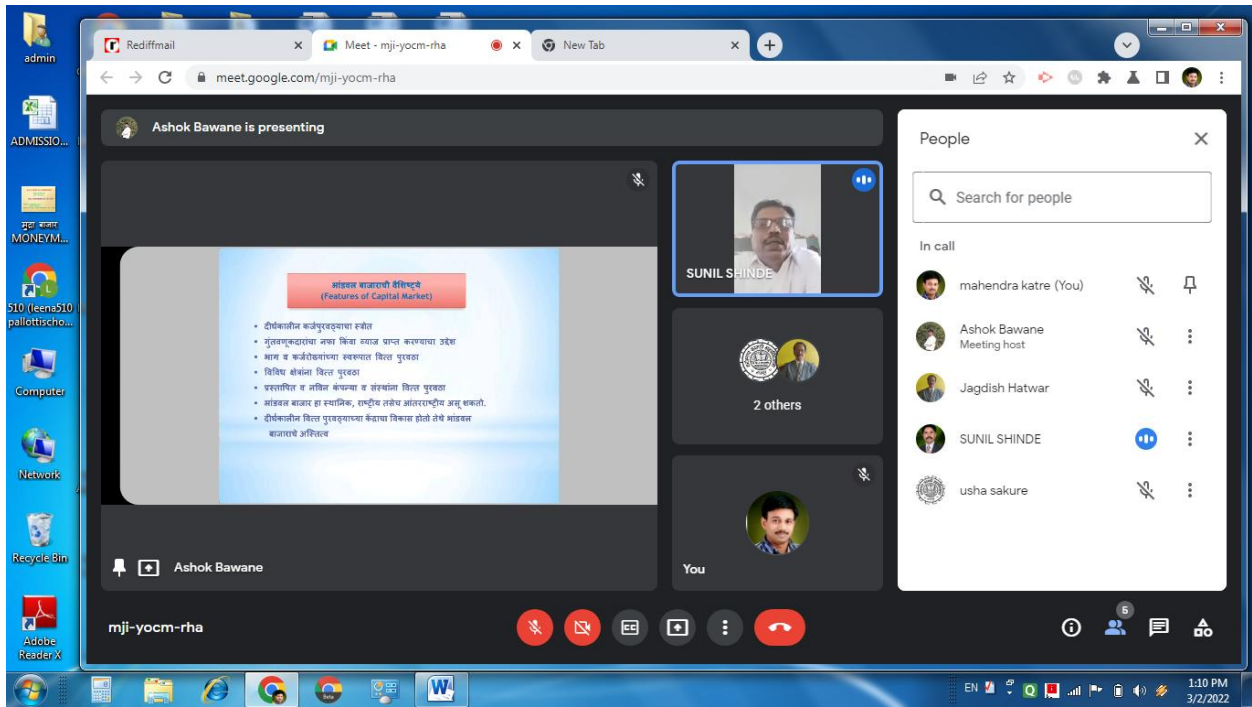 admin
ADMISSIO...
मुद्रा बाजार
MONEYM...
510 (leena510
pallottischo...
Computer
Network
Recycle Bin
Adobe
Reader X
Rediffmail
Meet - mji-yocm-rha
New Tab
meet.google.com/mji-yocm-rha
Ashok Bawane is presenting
भांडवल बाजाराची वैशिष्ट्ये
(Features of Capital Market)
• दीर्घकालीन कर्जपुरवठ्याचा स्त्रोत
• गुंतवणूकदारांचा नफा किंवा व्याज प्राप्त करण्याचा उद्देश
• भाग व कर्जरोख्यांच्या स्वरूपात वित्त पुरवठा
• विविध क्षेत्रांना वित्त पुरवठा
• प्रस्तापित व नविन कंपन्या व संस्थांना वित्त पुरवठा
• भांडवल बाजार हा स्थानिक, राष्ट्रीय तसेच आंतरराष्ट्रीय असू शकतो.
• दीर्घकालीन वित्त पुरवठ्याच्या केंद्राचा विकास होतो तेथे भांडवल
बाजाराचे अस्तित्व
Ashok Bawane
SUNIL SHINDE
2 others
You
People
Search for people
In call
mahendra katre (You)
Ashok Bawane
Meeting host
Jagdish Hatwar
SUNIL SHINDE
usha sakure
mji-yocm-rha
CC
5
EN
1:10 PM
3/2/2022